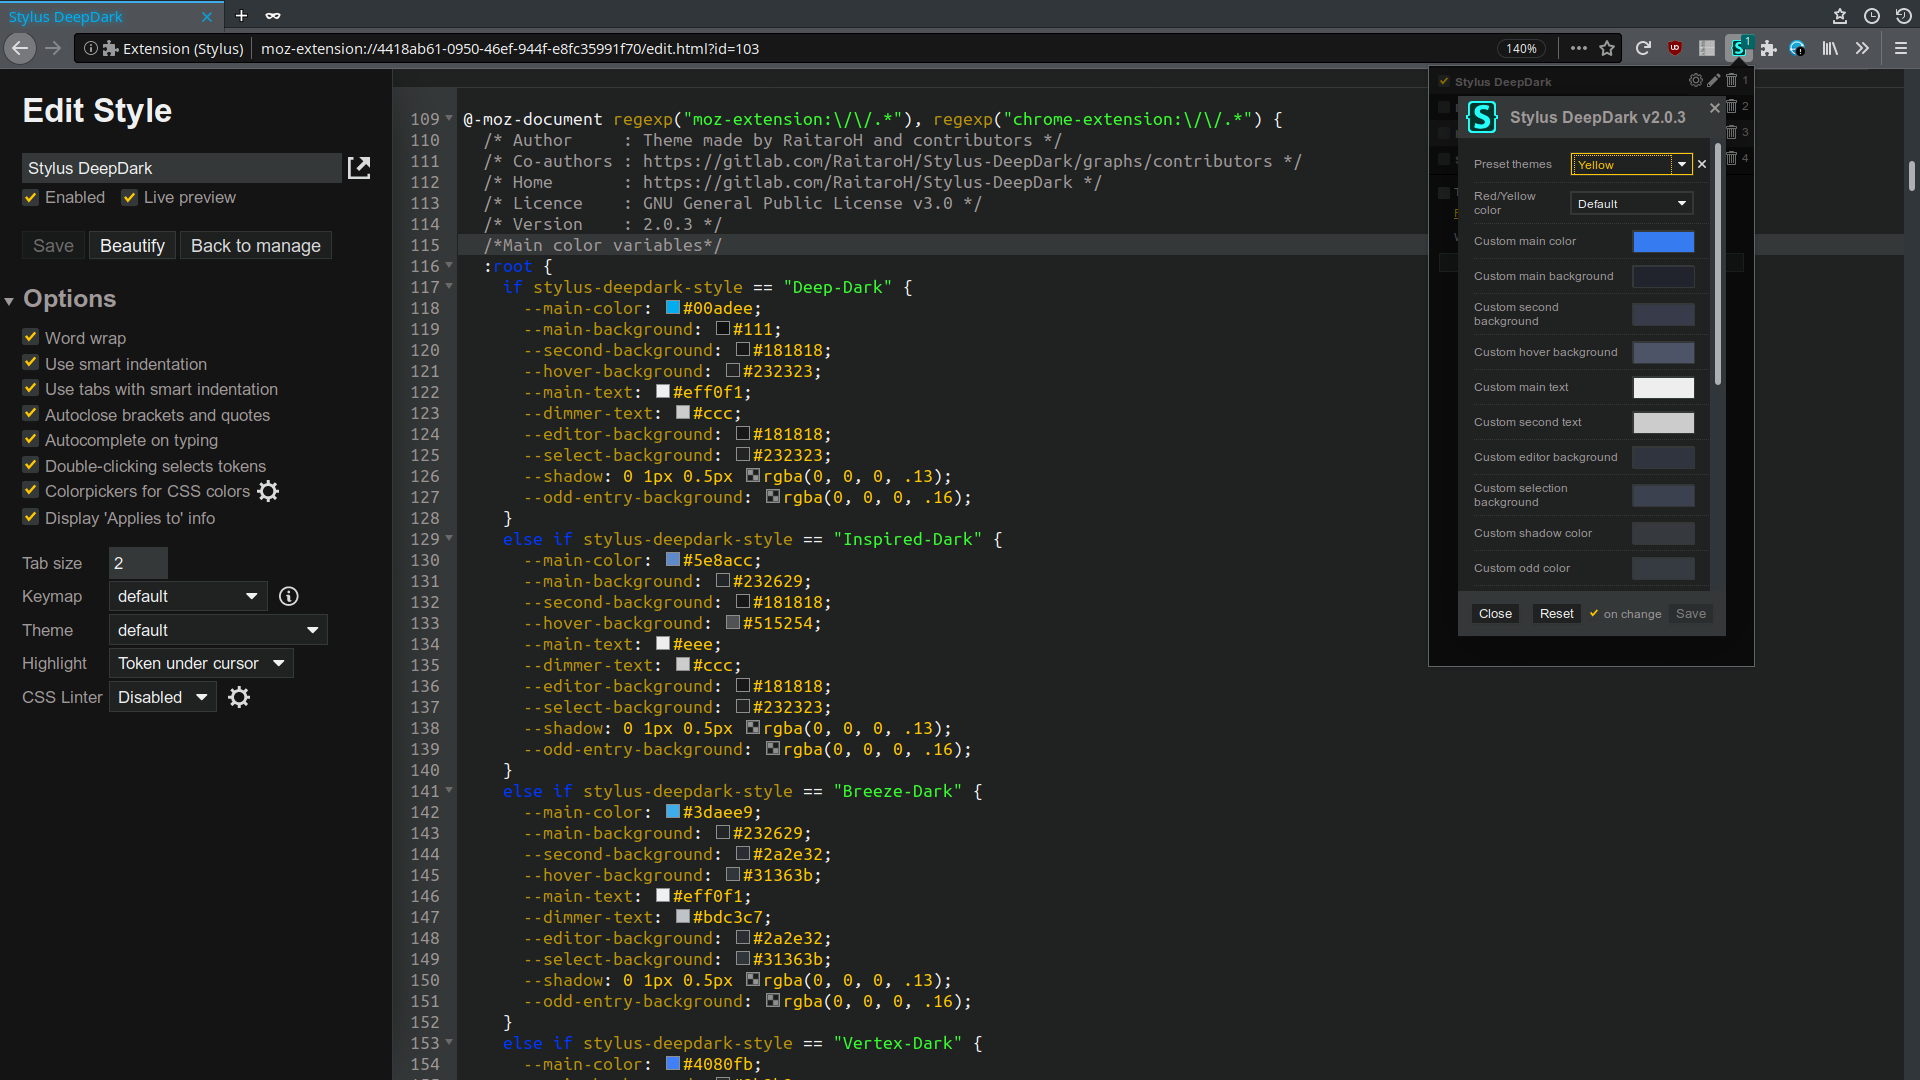 Stylus DeepDark
Extension (Stylus)
moz-extension://4418ab61-0950-46ef-944f-e8fc35991f70/edit.html?id=103
140%
1
Edit Style
Stylus DeepDark
Enabled
Live preview
Save
Beautify
Back to manage
Options
Word wrap
Use smart indentation
Use tabs with smart indentation
Autoclose brackets and quotes
Autocomplete on typing
Double-clicking selects tokens
Colorpickers for CSS colors
Display 'Applies to' info
Tab size 2
Keymap default
Theme default
Highlight Token under cursor
CSS Linter Disabled
109 @-moz-document regexp("moz-extension:\/\/.*"), regexp("chrome-extension:\/\/.*") {
110 /* Author     : Theme made by RaitaroH and contributors */
111 /* Co-authors : https://gitlab.com/RaitaroH/Stylus-DeepDark/graphs/contributors */
112 /* Home       : https://gitlab.com/RaitaroH/Stylus-DeepDark */
113 /* Licence    : GNU General Public License v3.0 */
114 /* Version    : 2.0.3 */
115 /*Main color variables*/
116 :root {
117 if stylus-deepdark-style == "Deep-Dark" {
118 --main-color: #00adee;
119 --main-background: #111;
120 --second-background: #181818;
121 --hover-background: #232323;
122 --main-text: #eff0f1;
123 --dimmer-text: #ccc;
124 --editor-background: #181818;
125 --select-background: #232323;
126 --shadow: 0 1px 0.5px rgba(0, 0, 0, .13);
127 --odd-entry-background: rgba(0, 0, 0, .16);
128 }
129 else if stylus-deepdark-style == "Inspired-Dark" {
130 --main-color: #5e8acc;
131 --main-background: #232629;
132 --second-background: #181818;
133 --hover-background: #515254;
134 --main-text: #eee;
135 --dimmer-text: #ccc;
136 --editor-background: #181818;
137 --select-background: #232323;
138 --shadow: 0 1px 0.5px rgba(0, 0, 0, .13);
139 --odd-entry-background: rgba(0, 0, 0, .16);
140 }
141 else if stylus-deepdark-style == "Breeze-Dark" {
142 --main-color: #3daee9;
143 --main-background: #232629;
144 --second-background: #2a2e32;
145 --hover-background: #31363b;
146 --main-text: #eff0f1;
147 --dimmer-text: #bdc3c7;
148 --editor-background: #2a2e32;
149 --select-background: #31363b;
150 --shadow: 0 1px 0.5px rgba(0, 0, 0, .13);
151 --odd-entry-background: rgba(0, 0, 0, .16);
152 }
153 else if stylus-deepdark-style == "Vertex-Dark" {
154 --main-color: #4080fb;
Stylus DeepDark 1
2
3
4
Stylus DeepDark v2.0.3
Preset themes Yellow
Red/Yellow color Default
Custom main color
Custom main background
Custom second background
Custom hover background
Custom main text
Custom second text
Custom editor background
Custom selection background
Custom shadow color
Custom odd color
Close
Reset
on change
Save